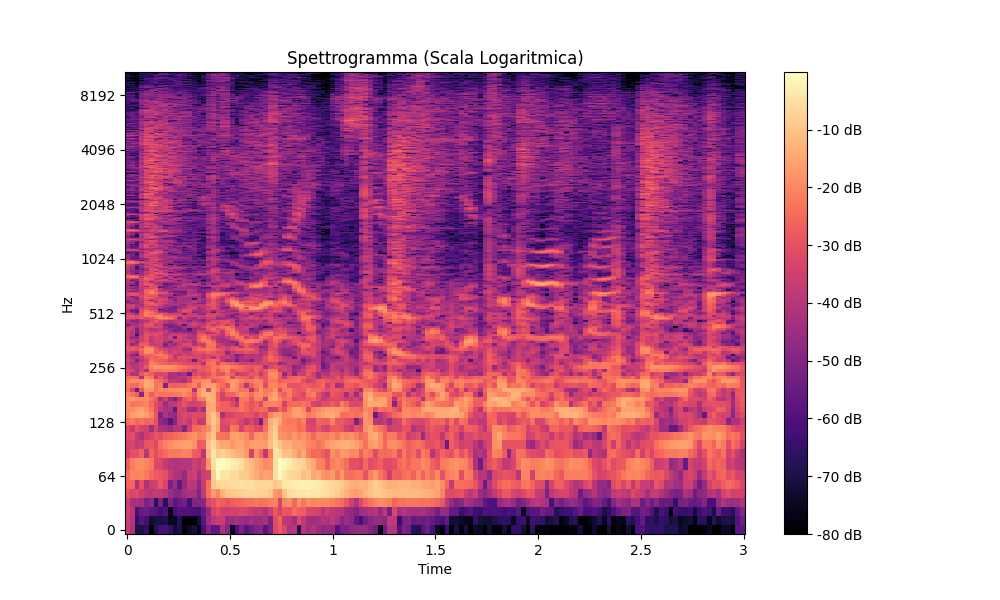 Spettrogramma (Scala Logaritmica)
8192
4096
2048
1024
512
256
128
64
0
Hz
0
0.5
1
1.5
2
2.5
3
Time
-10 dB
-20 dB
-30 dB
-40 dB
-50 dB
-60 dB
-70 dB
-80 dB